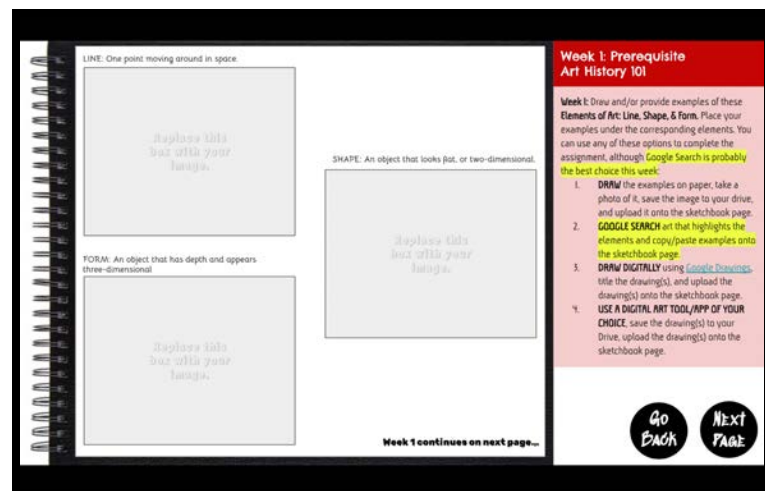 LINE: One point moving around in space.
Replace this
box with your
image.
SHAPE: An object that looks flat, or two-dimensional.
Replace this
box with your
image.
FORM: An object that has depth and appears
three-dimensional
Replace this
box with your
image.
Week 1 continues on next page...
Week 1: Prerequisite
Art History 101
Week 1: Draw and/or provide examples of these
Elements of Art: Line, Shape, & Form. Place your
examples under the corresponding elements. You
can use any of these options to complete the
assignment, although Google Search is probably
the best choice this week:
1. DRAW the examples on paper, take a
photo of it, save the image to your drive,
and upload it onto the sketchbook page.
2. GOOGLE SEARCH art that highlights the
elements and copy/paste examples onto
the sketchbook page.
3. DRAW DIGITALLY using Google Drawings,
title the drawing(s), and upload the
drawing(s) onto the sketchbook page.
4. USE A DIGITAL ART TOOL/APP OF YOUR
CHOICE, save the drawing(s) to your
Drive, upload the drawing(s) onto the
sketchbook page.
GO
BACK
NEXT
PAGE